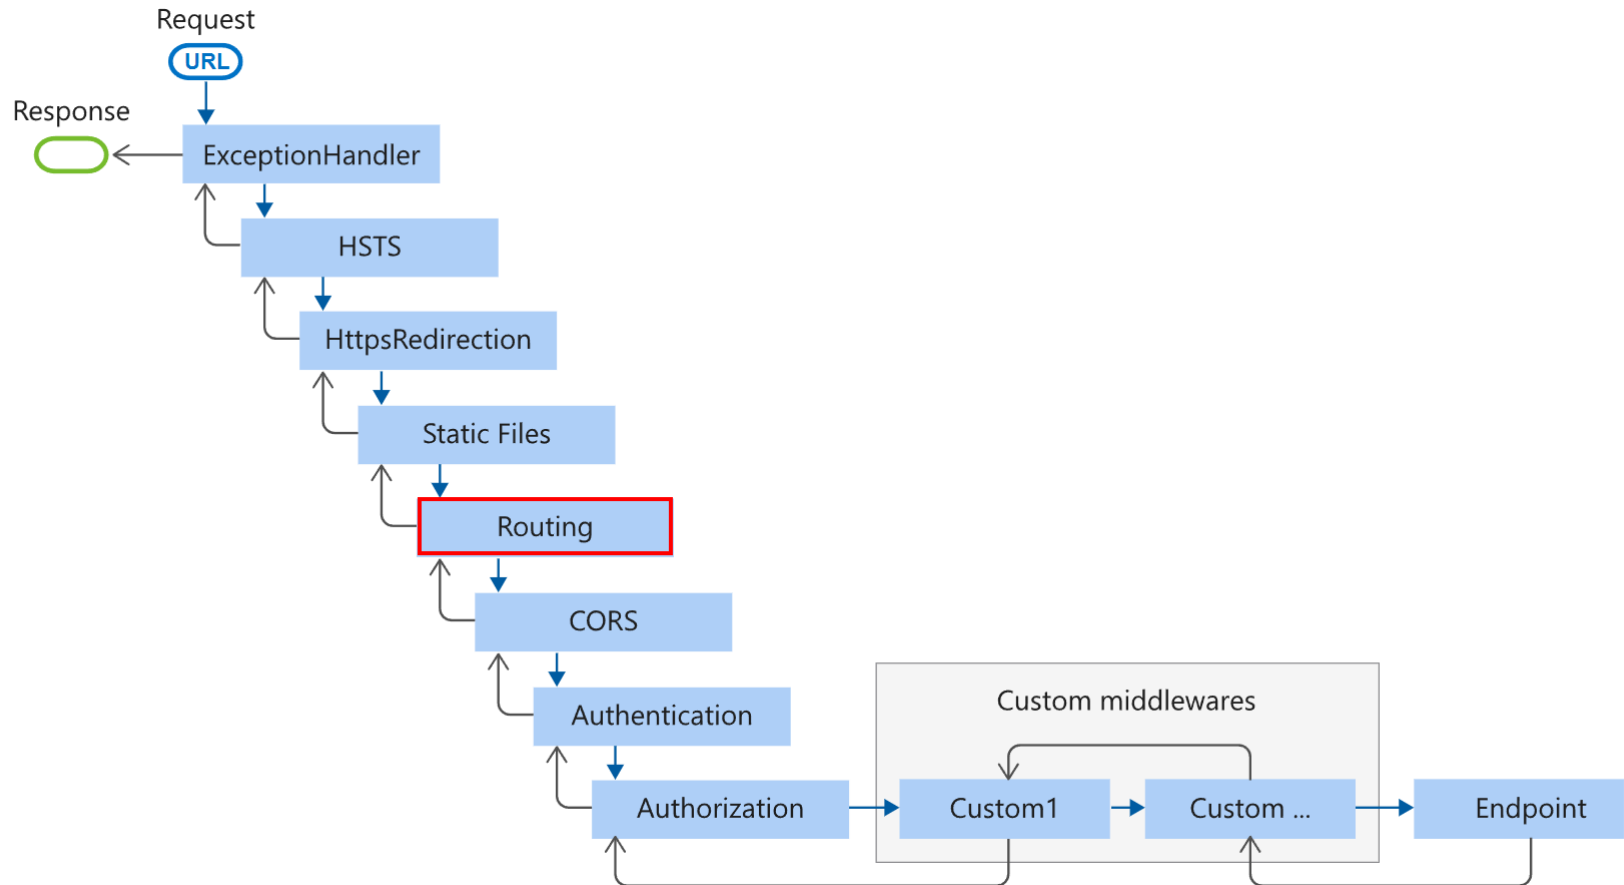 Request
URL
Response
ExceptionHandler
HSTS
HttpsRedirection
Static Files
Routing
CORS
Authentication
Custom middlewares
Authorization
Custom1
Custom ...
Endpoint